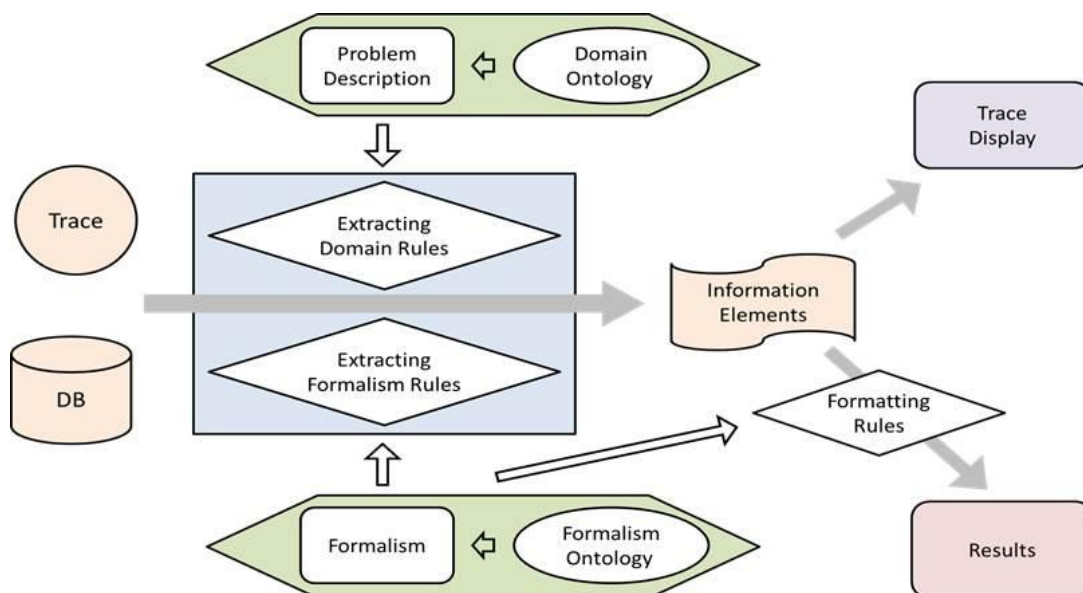 Problem
Description
Domain
Ontology
Trace
Display
Trace
Extracting
Domain Rules
Information
Elements
Extracting
Formalism Rules
DB
Formatting
Rules
Formalism
Formalism
Ontology
Results